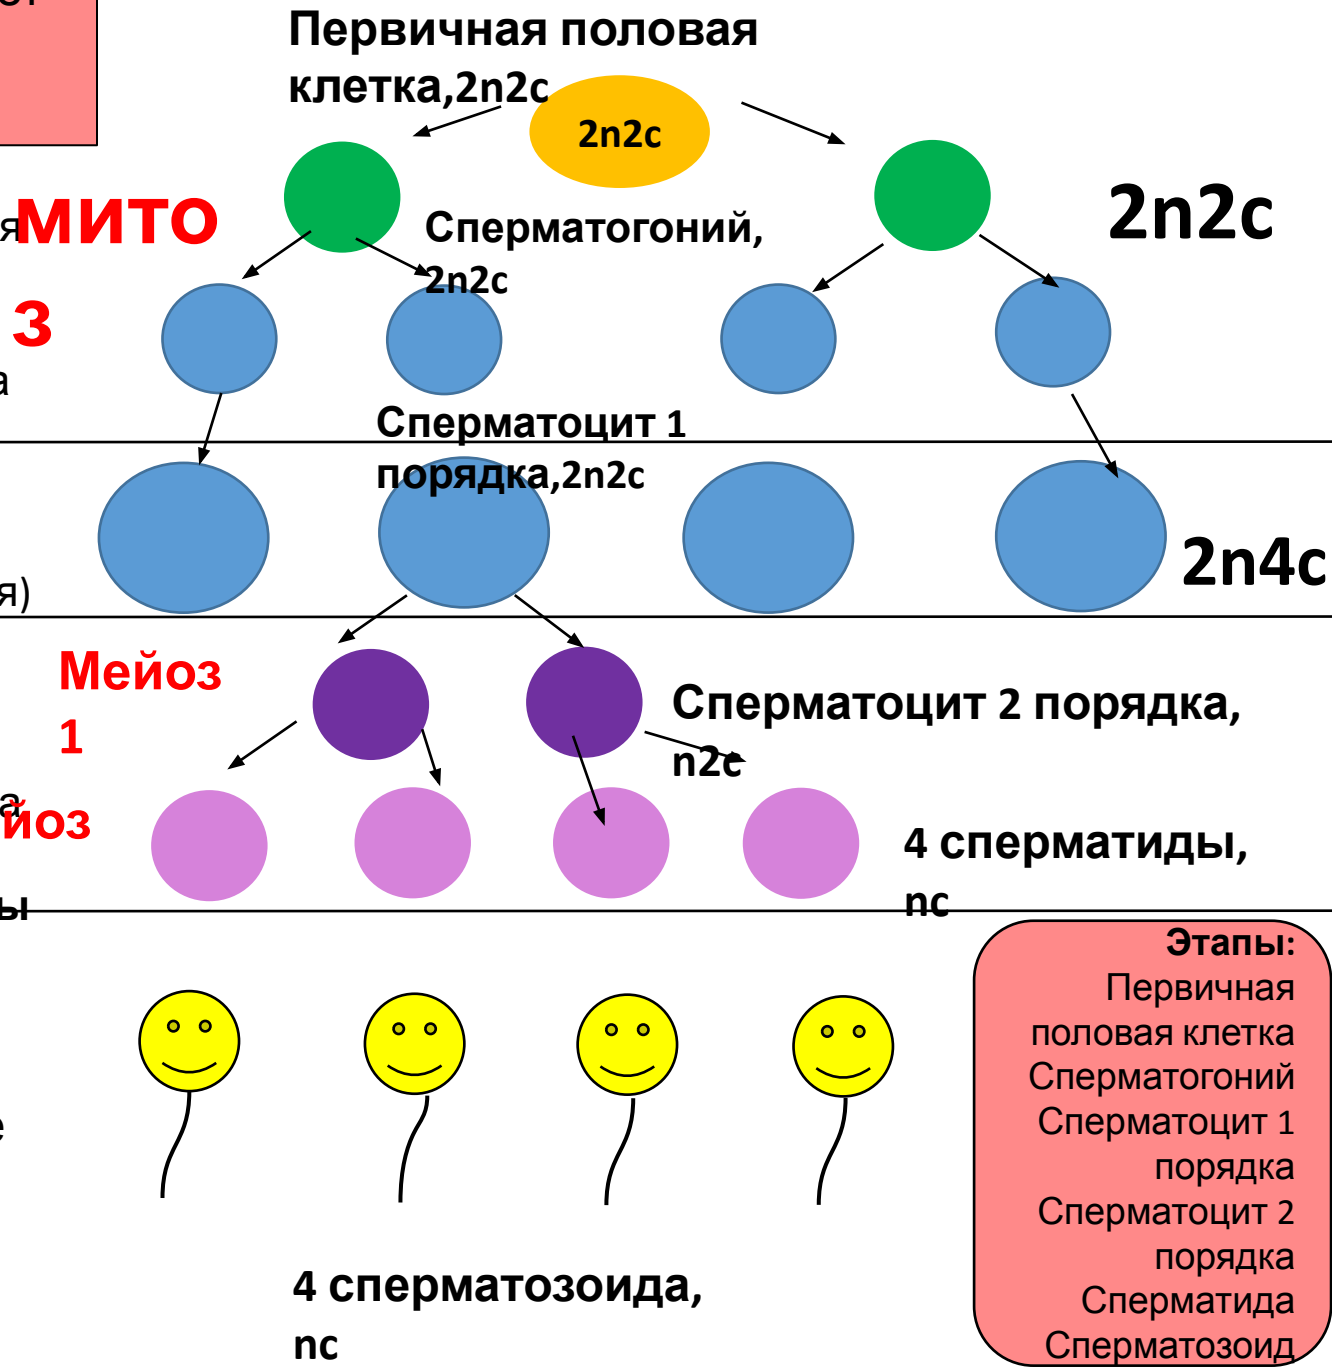 Первичная половая
клетка,2n2c
2n2c
МИТО
З
2n2c
Сперматогоний,
2n2c
Сперматоцит 1
порядка,2n2c
2n4c
я)
Мейоз
1
Сперматоцит 2 порядка,
n2c
йоз
4 сперматиды,
nc
ы
Этапы:
Первичная
половая клетка
Сперматогоний
Сперматоцит 1
порядка
Сперматоцит 2
порядка
Сперматида
Сперматозоид
4 сперматозоида,
nc